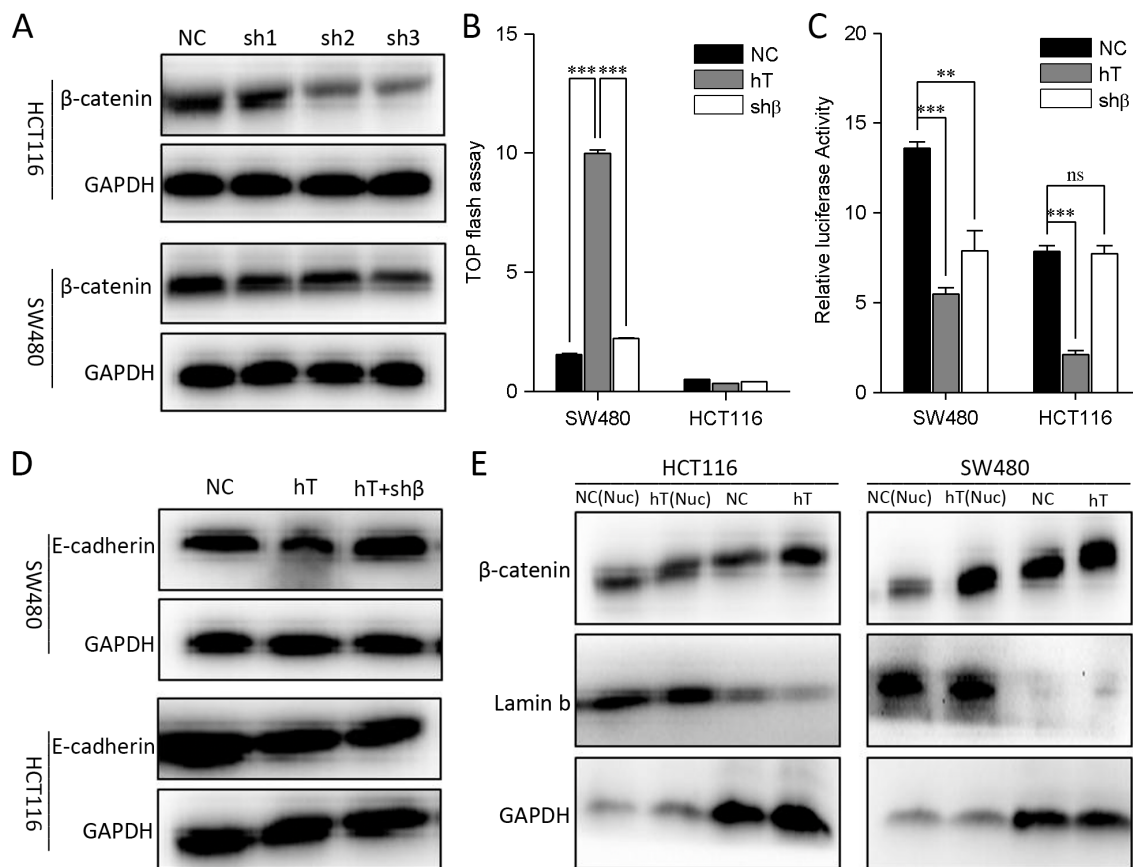 A
NC sh1 sh2 sh3
HCT116
β-catenin
GAPDH
SW480
β-catenin
GAPDH
B
15
10
5
0
TOP flash assay
*** ***
NC
hT
shβ
SW480 HCT116
C
20
15
10
5
0
Relative luciferase Activity
**
***
ns
***
NC
hT
shβ
SW480 HCT116
D
NC hT hT+shβ
SW480
E-cadherin
GAPDH
HCT116
E-cadherin
GAPDH
E
HCT116 SW480
NC(Nuc) hT(Nuc) NC hT NC(Nuc) hT(Nuc) NC hT
β-catenin
Lamin b
GAPDH